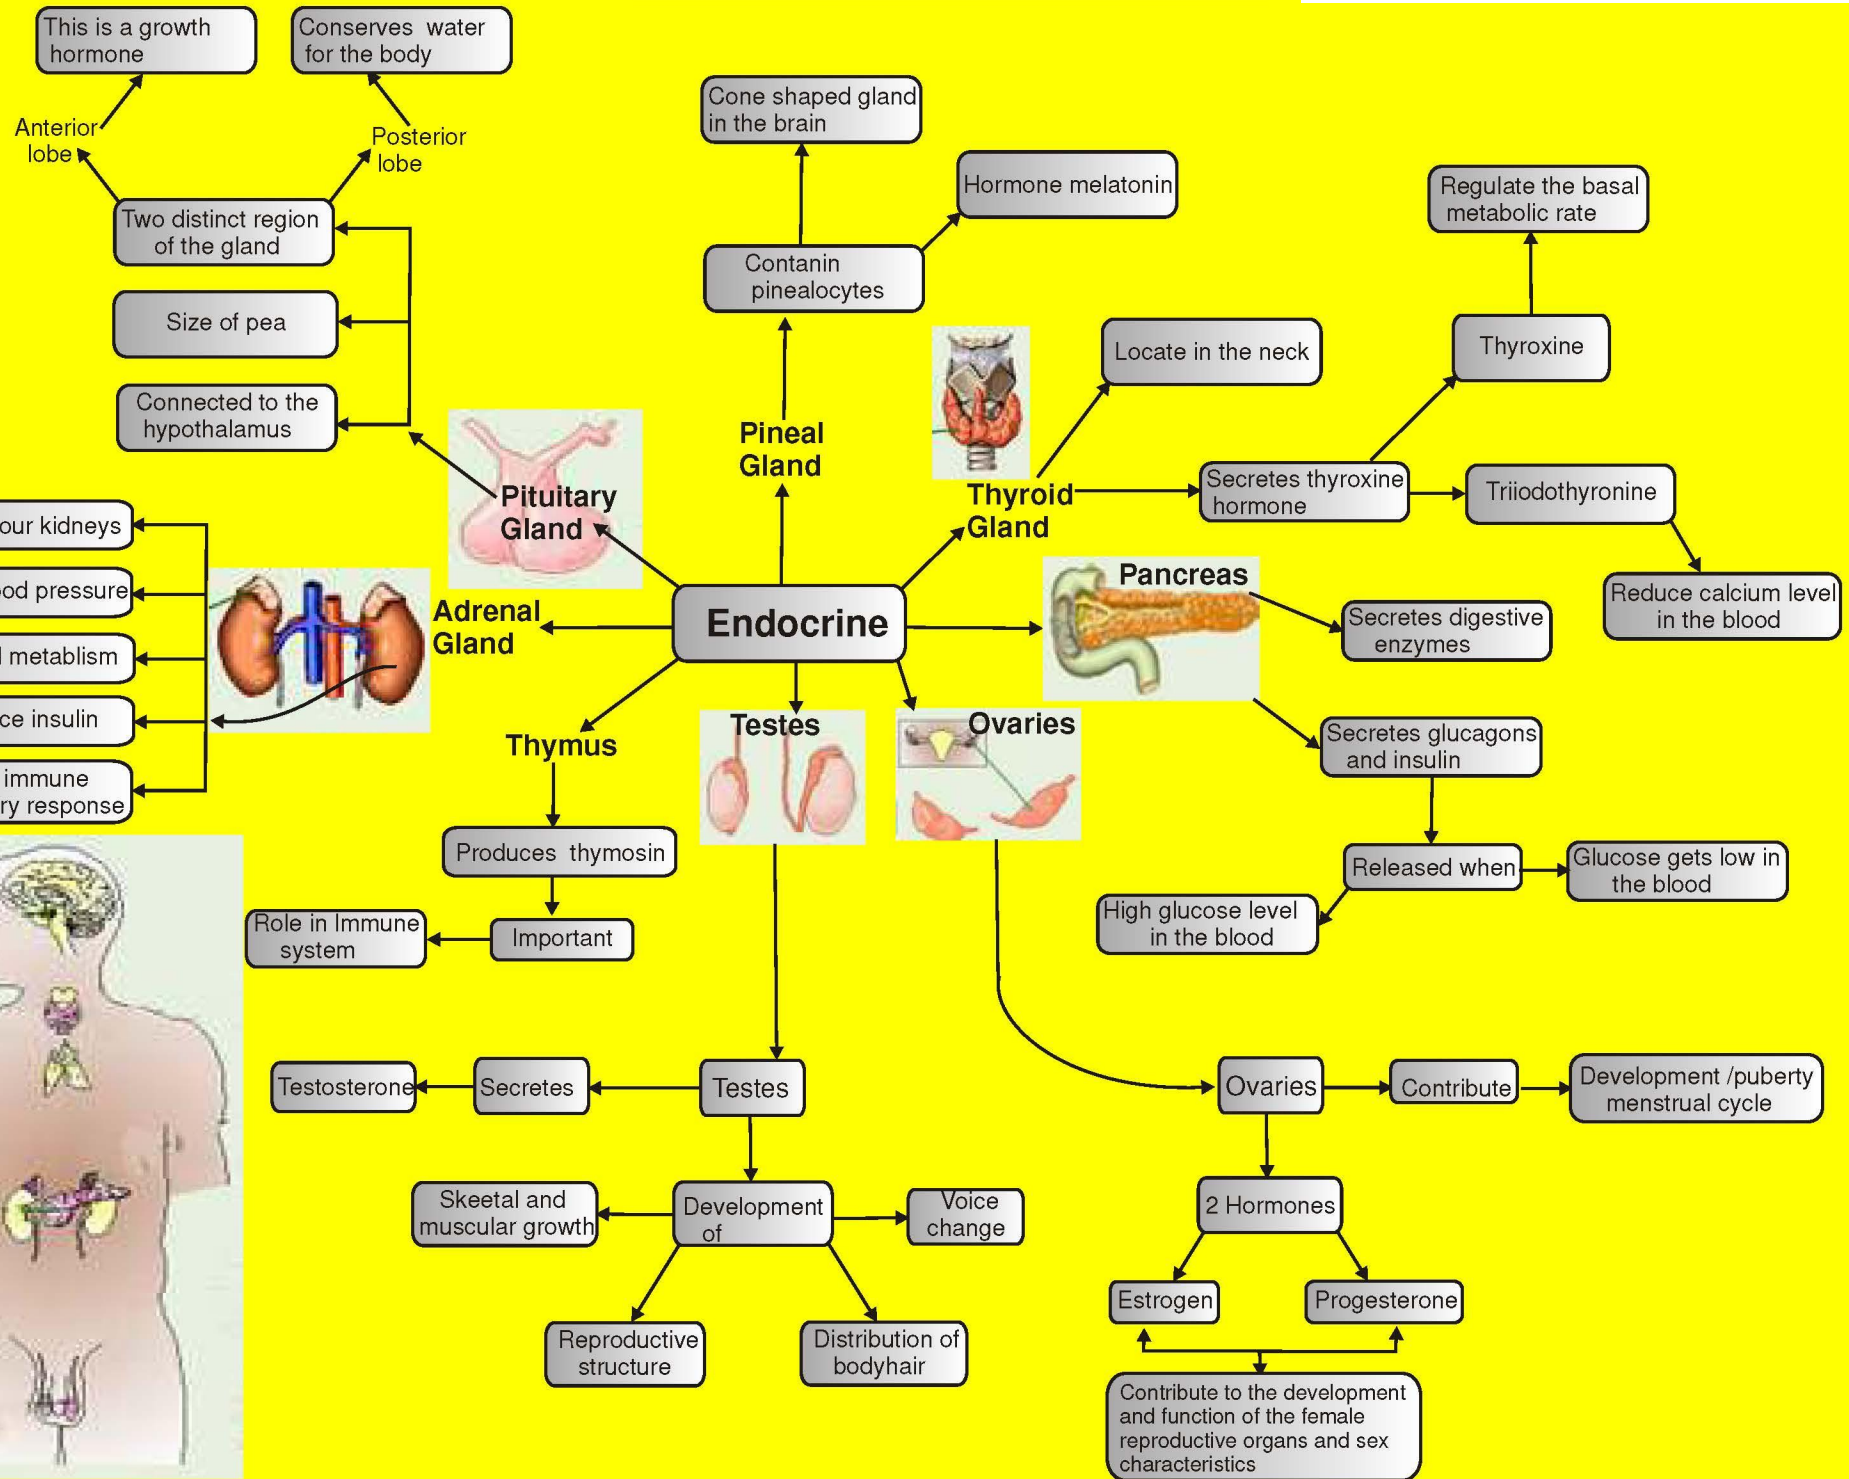 This is a growth
hormone
Conserves water
for the body
Anterior
lobe
Posterior
lobe
Two distinct region
of the gland
Size of pea
Connected to the
hypothalamus
Pituitary
Gland
Cone shaped gland
in the brain
Hormone melatonin
Contanin
pinealocytes
Pineal
Gland
Regulate the basal
metabolic rate
Thyroxine
Locate in the neck
Thyroid
Gland
Secretes thyroxine
hormone
Triiodothyronine
Reduce calcium level
in the blood
our kidneys
od pressure
metablism
ce insulin
immune
ry response
Adrenal
Gland
Endocrine
Pancreas
Secretes digestive
enzymes
Secretes glucagons
and insulin
Released when
Glucose gets low in
the blood
High glucose level
in the blood
Thymus
Produces thymosin
Important
Role in Immune
system
Testes
Ovaries
Testosterone
Secretes
Testes
Development
of
Skeetal and
muscular growth
Voice
change
Reproductive
structure
Distribution of
bodyhair
Ovaries
Contribute
Development /puberty
menstrual cycle
2 Hormones
Estrogen
Progesterone
Contribute to the development
and function of the female
reproductive organs and sex
characteristics